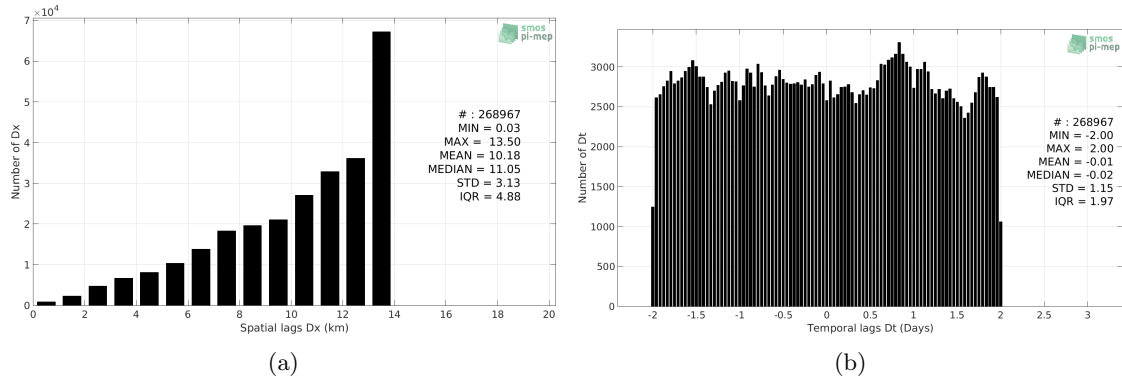 7 ×10⁴
6
5
4
3
2
1
0
Number of Dx
0 2 4 6 8 10 12 14 16 18 20
Spatial lags Dx (km)
smos
pi-mep
# : 268967
MIN = 0.03
MAX = 13.50
MEAN = 10.18
MEDIAN = 11.05
STD = 3.13
IQR = 4.88
(a)
3000
2500
2000
1500
1000
500
0
Number of Dt
-2 -1.5 -1 -0.5 0 0.5 1 1.5 2 2.5 3
Temporal lags Dt (Days)
smos
pi-mep
# : 268967
MIN = -2.00
MAX = 2.00
MEAN = -0.01
MEDIAN = -0.02
STD = 1.15
IQR = 1.97
(b)